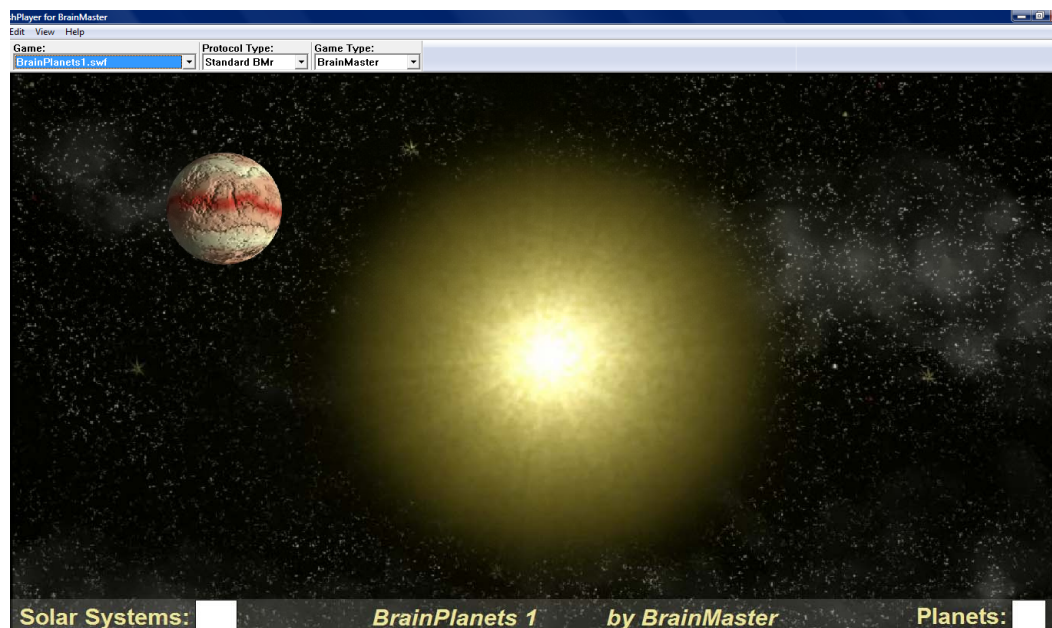 hPlayer for BrainMaster
Edit View Help
Game: Protocol Type: Game Type:
BrainPlanets1.swf Standard BMr BrainMaster
Solar Systems: BrainPlanets 1 by BrainMaster Planets: